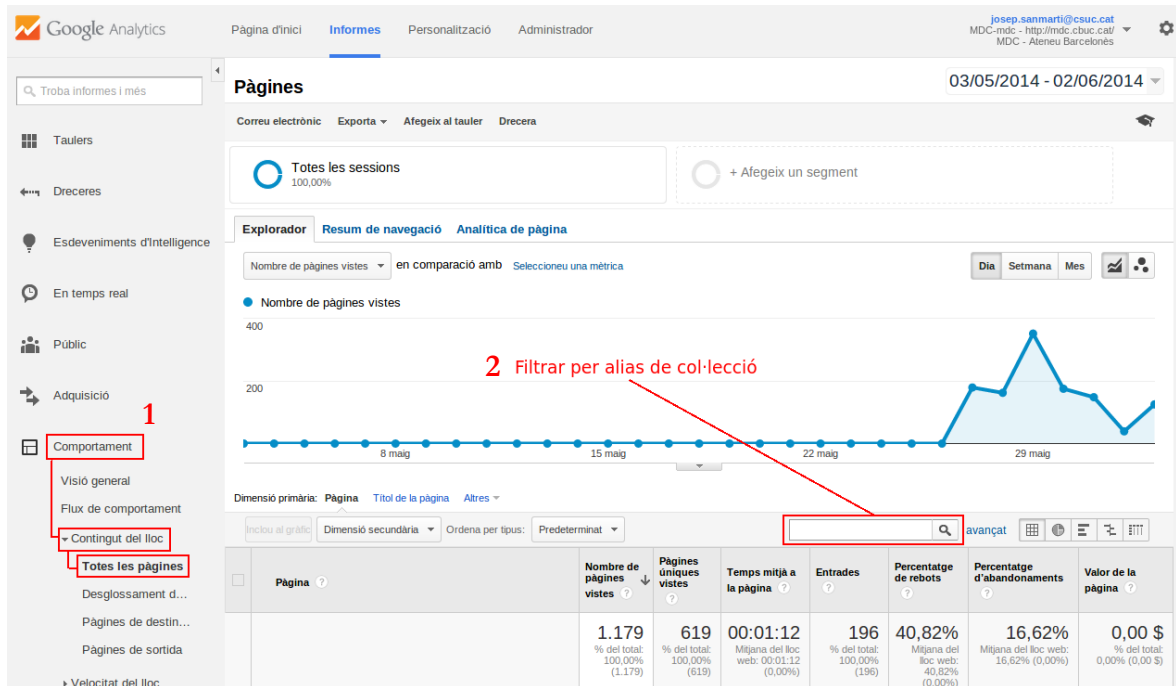 Google Analytics
Pàgina d'inici Informes Personalització Administrador
josep.sanmarti@csuc.cat
MDC-mdc - http://mdc.cbuc.cat/
MDC - Ateneu Barcelonès
Troba informes i més
Taulers
Dreceres
Esdeveniments d'Intelligence
En temps real
Públic
Adquisició
1
Comportament
Visió general
Flux de comportament
Contingut del lloc
Totes les pàgines
Desglossament d...
Pàgines de destin...
Pàgines de sortida
Velocitat del lloc
Pàgines
03/05/2014 - 02/06/2014
Correu electrònic Exporta Afegeix al tauler Drecera
Totes les sessions
100,00%
+ Afegeix un segment
Explorador Resum de navegació Analítica de pàgina
Nombre de pàgines vistes en comparació amb Seleccioneu una mètrica
Dia Setmana Mes
Nombre de pàgines vistes
400
200
2 Filtrar per alias de col·lecció
8 maig 15 maig 22 maig 29 maig
Dimensió primària: Pàgina Títol de la pàgina Altres
Inclou al gràfic Dimensió secundària Ordena per tipus: Predeterminat avançat
Pàgina ?
Nombre de
pàgines
vistes ?
Pàgines
úniques
vistes
?
Temps mitjà a
la pàgina ?
Entrades
?
Percentatge
de rebots
?
Percentatge
d'abandonaments
?
Valor de la
pàgina ?
1.179
% del total:
100,00%
(1.179)
619
% del total:
100,00%
(619)
00:01:12
Mitjana del lloc
web: 00:01:12
(0,00%)
196
% del total:
100,00%
(196)
40,82%
Mitjana del
lloc web:
40,82%
(0,00%)
16,62%
Mitjana del lloc web:
16,62% (0,00%)
0,00 $
% del total:
0,00% (0,00 $)